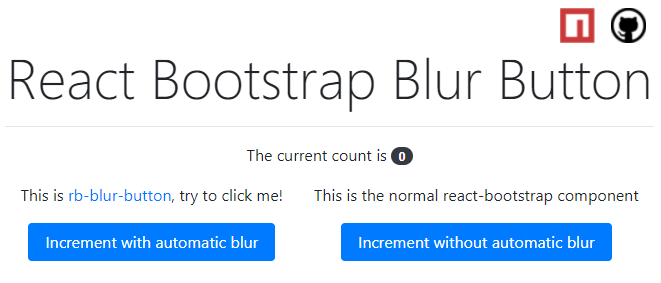 React Bootstrap Blur Button
The current count is 0
This is rb-blur-button, try to click me!
Increment with automatic blur
This is the normal react-bootstrap component
Increment without automatic blur